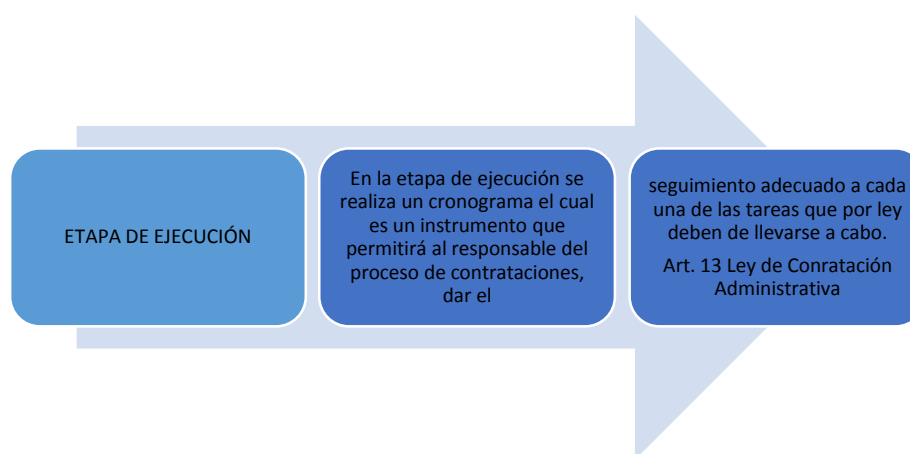 ETAPA DE EJECUCIÓN
En la etapa de ejecución se
realiza un cronograma el cual
es un instrumento que
permitirá al responsable del
proceso de contrataciones,
dar el
seguimiento adecuado a cada
una de las tareas que por ley
deben de llevarse a cabo.
Art. 13 Ley de Conratación
Administrativa